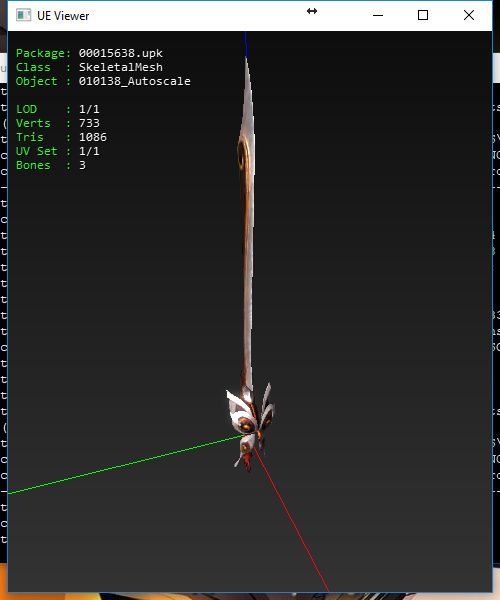 UE Viewer
Package: 00015638.upk
Class : SkeletalMesh
Object : 010138_Autoscale
LOD : 1/1
Verts : 733
Tris : 1086
UV Set : 1/1
Bones : 3